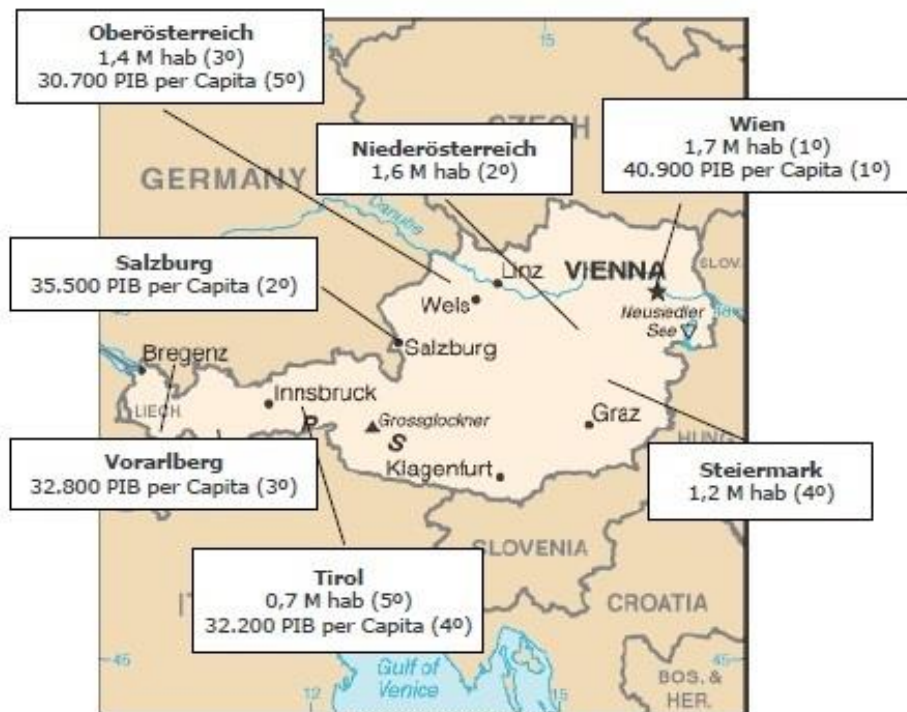 Oberösterreich
1,4 M hab (3º)
30.700 PIB per Capita (5º)
15
Niederösterreich
1,6 M hab (2º)
Wien
1,7 M hab (1º)
40.900 PIB per Capita (1º)
GERMANY
Danube
Salzburg
35.500 PIB per Capita (2º)
Linz
VIENNA
SLOV.
Wels
Neusiedler
See
Salzburg
Bregenz
Innsbruck
LIECH
P
Grossglockner
S
Graz
Klagenfurt
Vorarlberg
32.800 PIB per Capita (3º)
Steiermark
1,2 M hab (4º)
SLOVENIA
Tirol
0,7 M hab (5º)
32.200 PIB per Capita (4º)
CROATIA
45
Gulf of
Venice
12
15
45
BOS. &
HER.